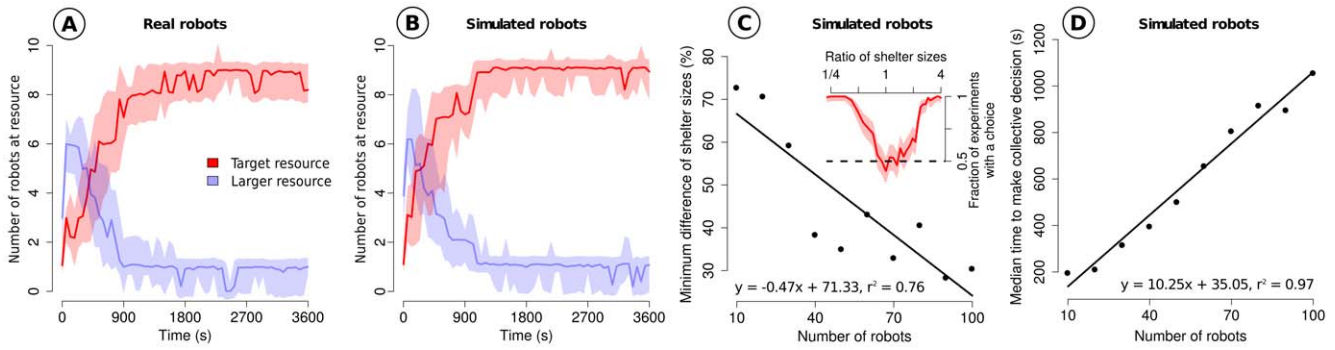 A Real robots
Number of robots at resource
10
8
6
4
2
0
Target resource
Larger resource
0 900 1800 2700 3600
Time (s)
B Simulated robots
Number of robots at resource
10
8
6
4
2
0
0 900 1800 2700 3600
Time (s)
C Simulated robots
Minimum difference of shelter sizes (%)
80
70
60
50
40
30
Ratio of shelter sizes
1/4 1 4
1
0.5
Fraction of experiments
with a choice
y = -0.47x + 71.33, r² = 0.76
10 40 70 100
Number of robots
D Simulated robots
Median time to make collective decision (s)
1200
1000
800
600
400
200
y = 10.25x + 35.05, r² = 0.97
10 40 70 100
Number of robots